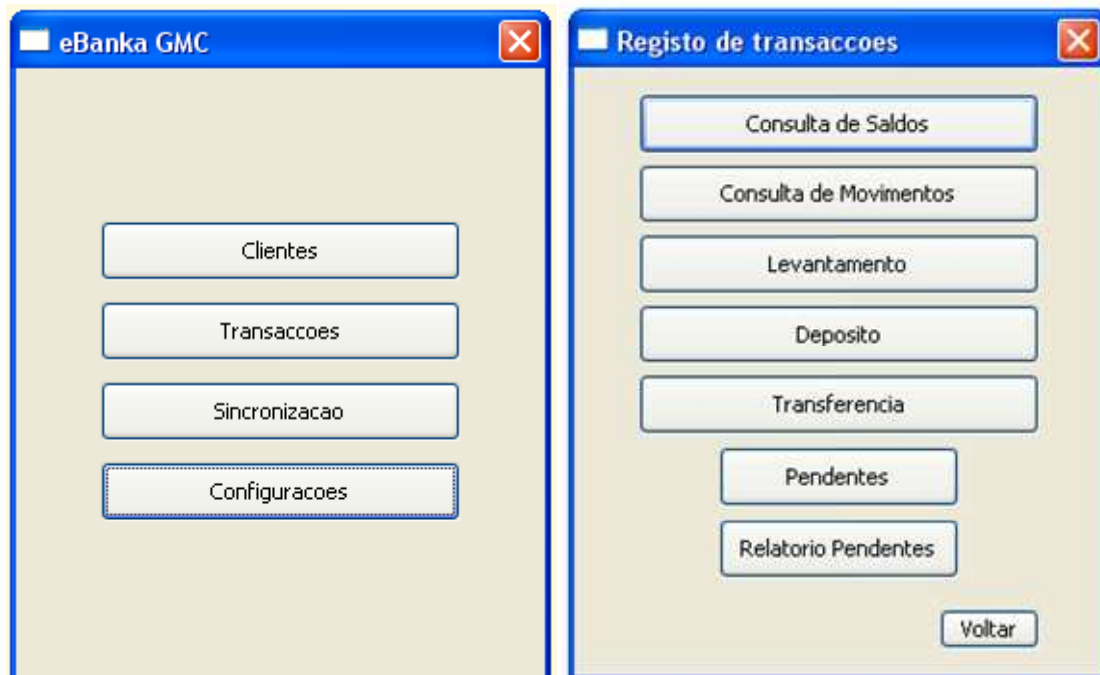 eBanka GMC
Clientes
Transaccoes
Sincronizacao
Configuracoes
Registo de transaccoes
Consulta de Saldos
Consulta de Movimentos
Levantamento
Deposito
Transferencia
Pendentes
Relatorio Pendentes
Voltar